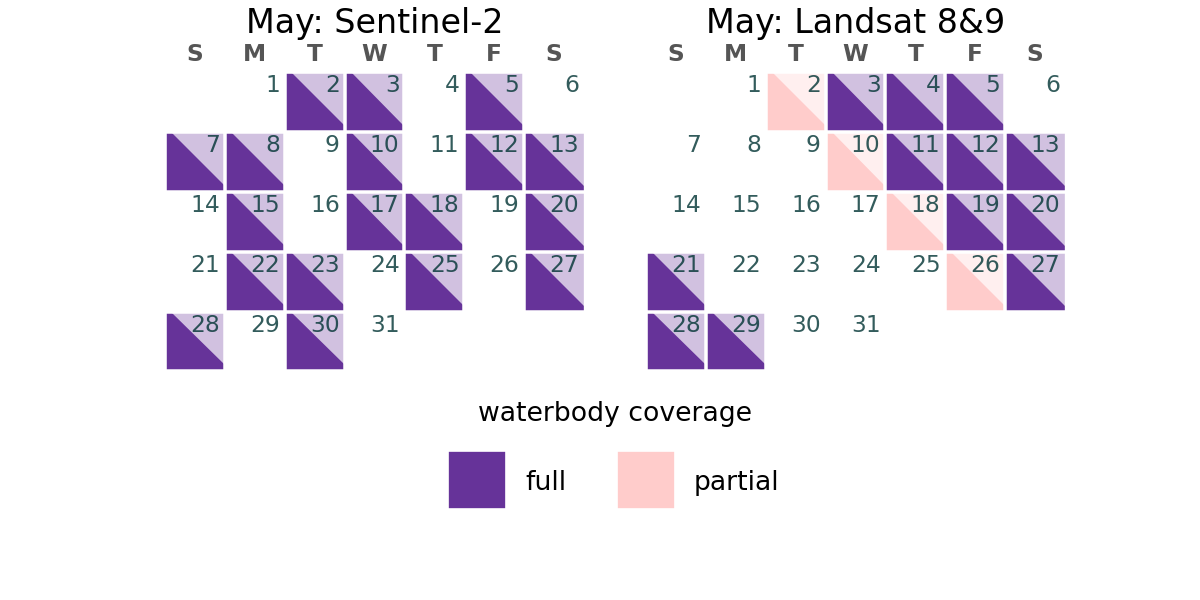 May: Sentinel-2
S M T W T F S
1 2 3 4 5 6
7 8 9 10 11 12 13
14 15 16 17 18 19 20
21 22 23 24 25 26 27
28 29 30 31
May: Landsat 8&9
S M T W T F S
1 2 3 4 5 6
7 8 9 10 11 12 13
14 15 16 17 18 19 20
21 22 23 24 25 26 27
28 29 30 31
waterbody coverage
full partial